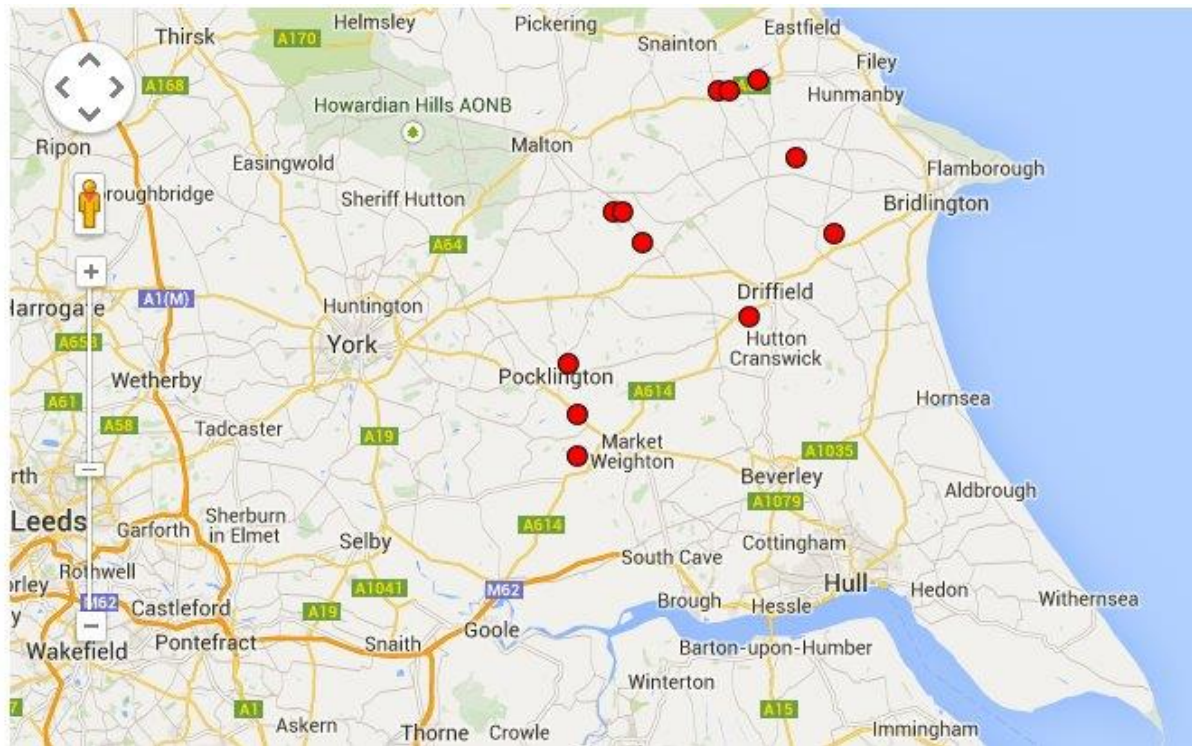 Helmsley
Pickering
Eastfield
Thirsk
A170
Snainton
Filey
A168
Hunmanby
Howardian Hills AONB
Ripon
Malton
Easingwold
Flamborough
oroughbridge
Sheriff Hutton
Bridlington
A64
A1(M)
Huntington
Driffield
Harrogate
York
Hutton
Cranswick
Wetherby
Pocklington
A614
A61
Hornsea
A58
Tadcaster
A19
Market
Weighton
A1035
Beverley
rth
A1079
Aldbrough
Leeds
Garforth
Sherburn
in Elmet
Selby
A614
Cottingham
South Cave
Rothwell
A1041
M62
Hull
Hedon
orley
M62
Castleford
A19
Brough
Hessle
Withernsea
y
Pontefract
Snaith
Goole
Wakefield
Barton-upon-Humber
Winterton
7
A1
Askern
Thorne
Crowle
A15
Immingham